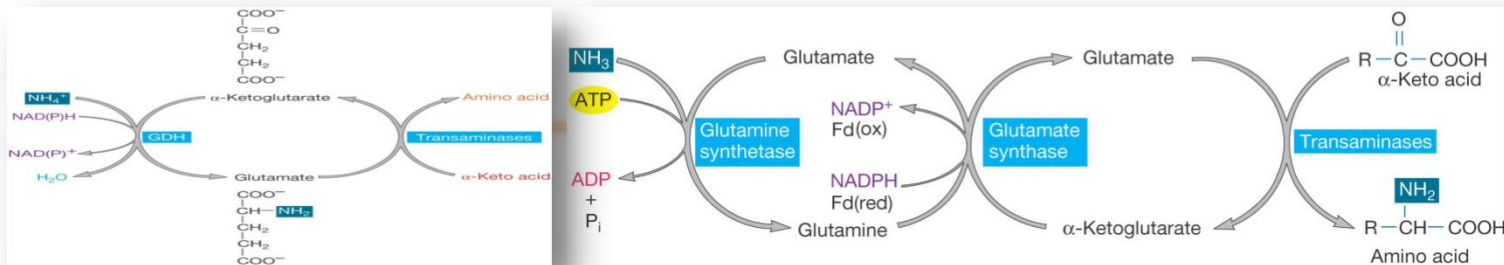 COO⁻
C=O
CH₂
CH₂
COO⁻
NH₄⁺
α-Ketoglutarate
Amino acid
NAD(P)H
GDH
Transaminases
NAD(P)⁺
H₂O
Glutamate
α-Keto acid
COO⁻
CH—NH₂
CH₂
CH₂
COO⁻
NH₃
Glutamate
Glutamate
O
R—C—COOH
α-Keto acid
ATP
NADP⁺
Fd(ox)
Glutamine
synthetase
Glutamate
synthase
Transaminases
ADP
+
Pᵢ
NADPH
Fd(red)
NH₂
R—CH—COOH
Glutamine
α-Ketoglutarate
Amino acid